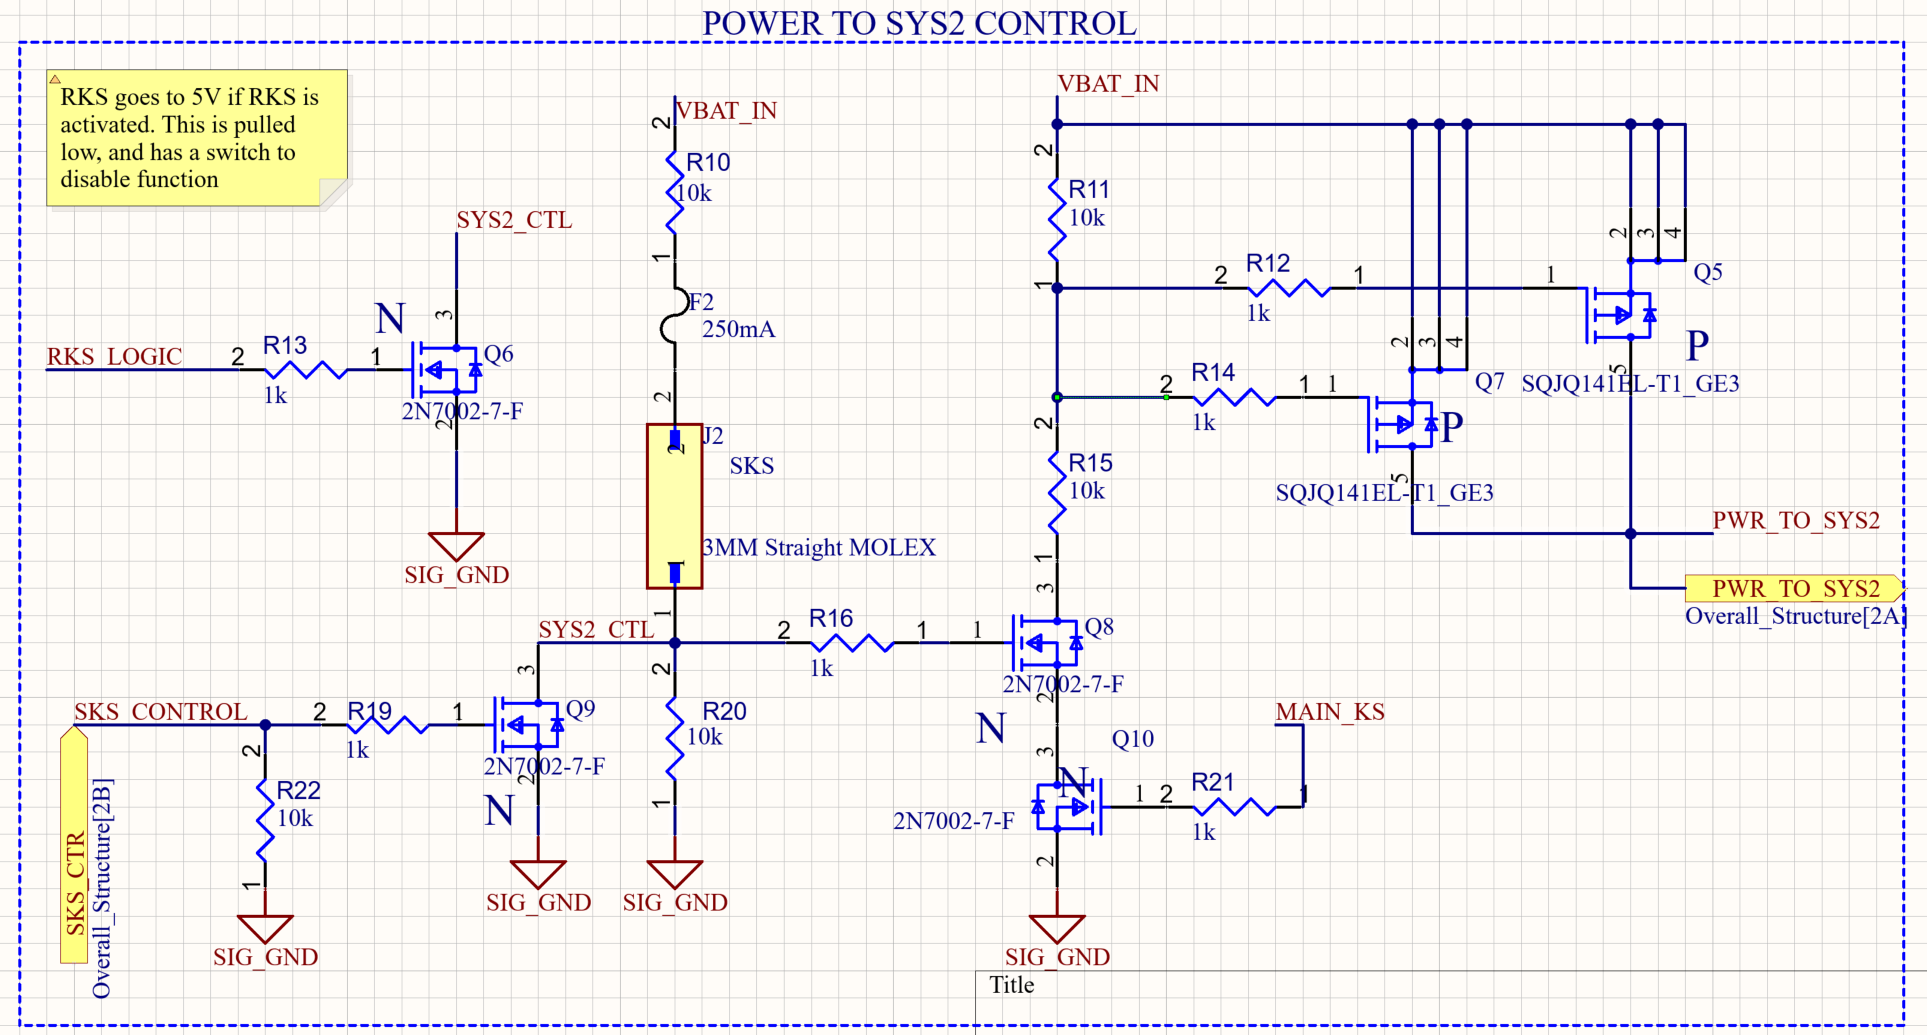 POWER TO SYS2 CONTROL
RKS goes to 5V if RKS is
activated. This is pulled
low, and has a switch to
disable function
VBAT_IN
2
R10
10k
1
F2
250mA
2
2
J2
SKS
3MM Straight MOLEX
1
1
SYS2_CTL
3
N
Q6
RKS_LOGIC
2
R13
1
1k
2N7002-7-F
2
SIG_GND
VBAT_IN
2
R11
10k
1
2
R12
1
1k
1
2
3
4
Q5
P
5
SQJQ141EL-T1_GE3
2
R14
1
1
1k
2
3
4
Q7
P
5
SQJQ141EL-T1_GE3
2
R15
10k
1
PWR_TO_SYS2
PWR_TO_SYS2
Overall_Structure[2A]
SYS2_CTL
2
R16
1
1
1k
3
Q8
2N7002-7-F
2
N
SKS_CONTROL
2
R19
1
1k
3
Q9
2N7002-7-F
2
N
SIG_GND
2
R20
10k
1
SIG_GND
2
R22
10k
1
SIG_GND
SKS_CTR
Overall_Structure[2B]
3
N
Q10
2N7002-7-F
1
2
R21
1
1k
MAIN_KS
2
SIG_GND
Title